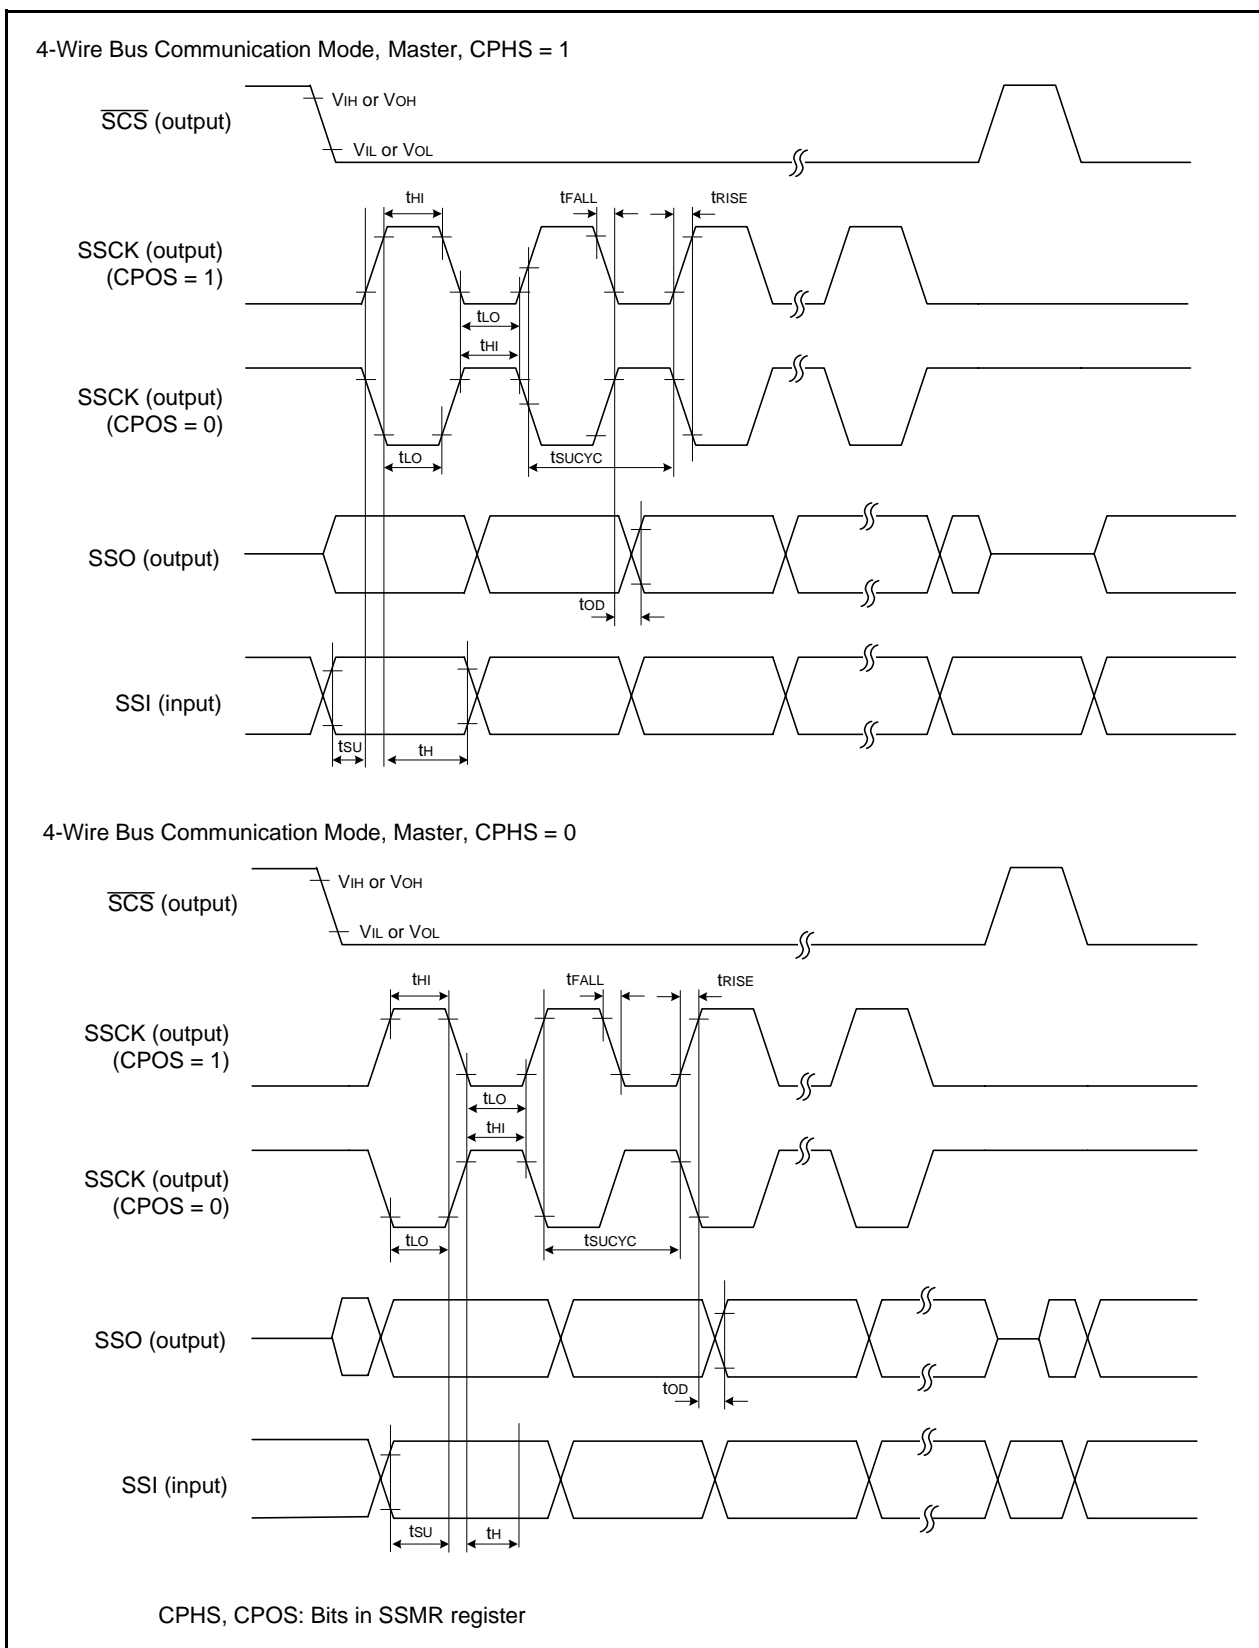 4-Wire Bus Communication Mode, Master, CPHS = 1
SCS (output)
VIH or VOH
VIL or VOL
tHI
tFALL
tRISE
SSCK (output)
(CPOS = 1)
tLO
tHI
SSCK (output)
(CPOS = 0)
tLO
tSUCYC
SSO (output)
tOD
SSI (input)
tSU
tH
4-Wire Bus Communication Mode, Master, CPHS = 0
SCS (output)
VIH or VOH
VIL or VOL
tHI
tFALL
tRISE
SSCK (output)
(CPOS = 1)
tLO
tHI
SSCK (output)
(CPOS = 0)
tLO
tSUCYC
SSO (output)
tOD
SSI (input)
tSU
tH
CPHS, CPOS: Bits in SSMR register